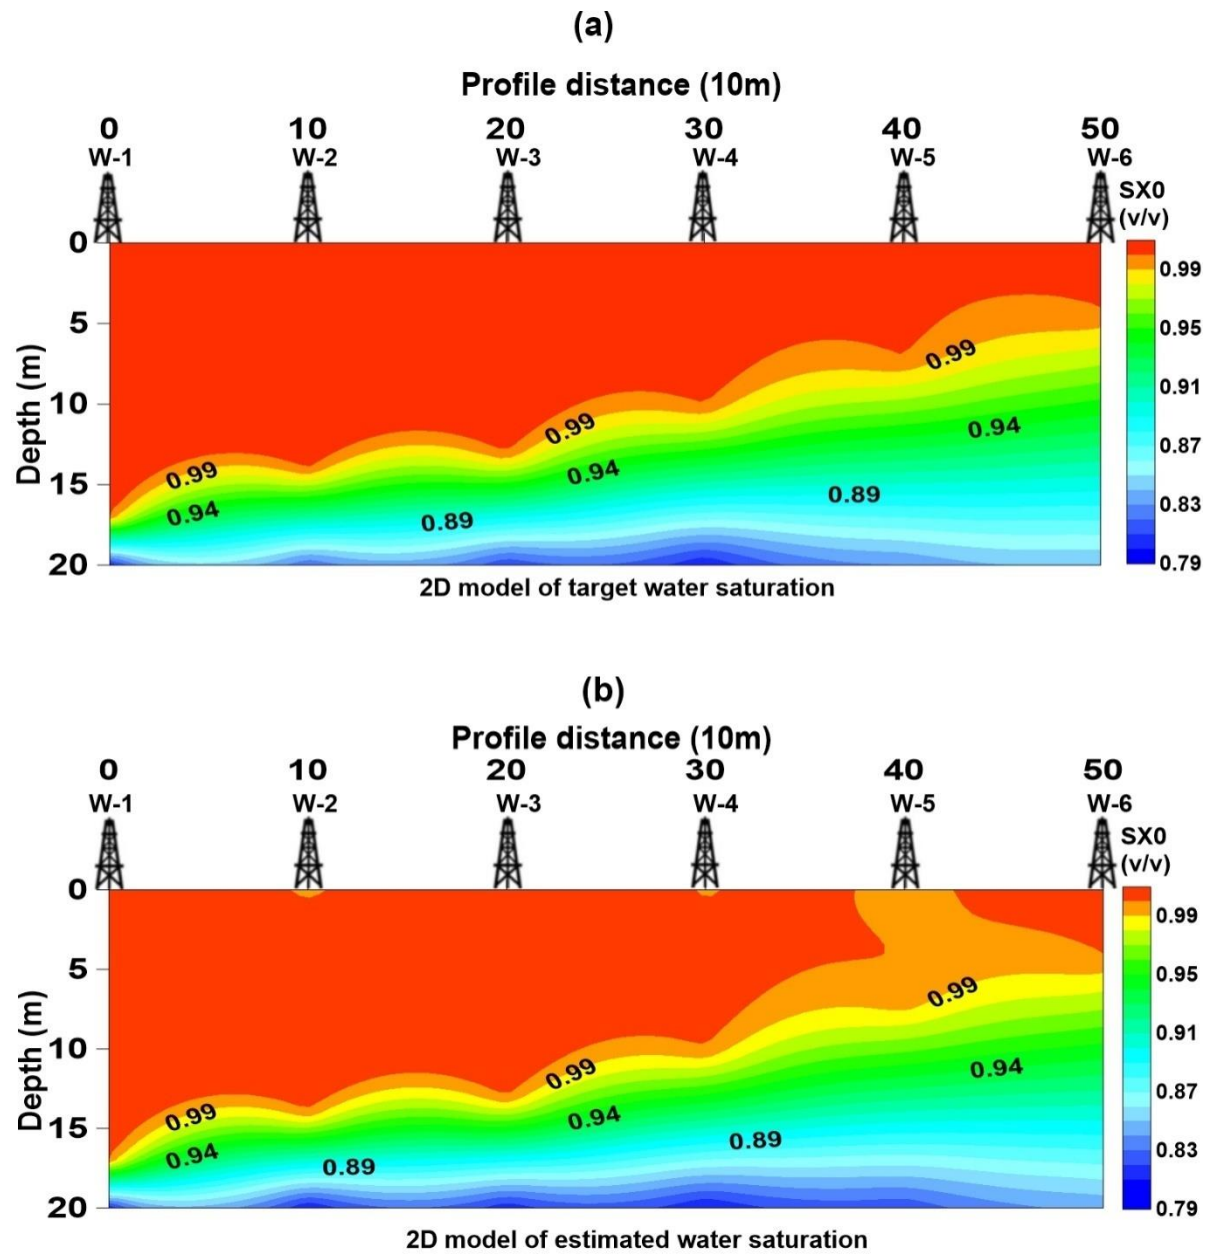 (a)
Profile distance (10m)
0 10 20 30 40 50
W-1 W-2 W-3 W-4 W-5 W-6
SX0
(v/v)
Depth (m)
0
5
10
15
20
0.99
0.95
0.91
0.87
0.83
0.79
0.99
0.94
0.89
0.99
0.94
0.89
0.99
0.94
2D model of target water saturation
(b)
Profile distance (10m)
0 10 20 30 40 50
W-1 W-2 W-3 W-4 W-5 W-6
SX0
(v/v)
Depth (m)
0
5
10
15
20
0.99
0.95
0.91
0.87
0.83
0.79
0.99
0.94
0.89
0.99
0.94
0.89
0.99
0.94
2D model of estimated water saturation